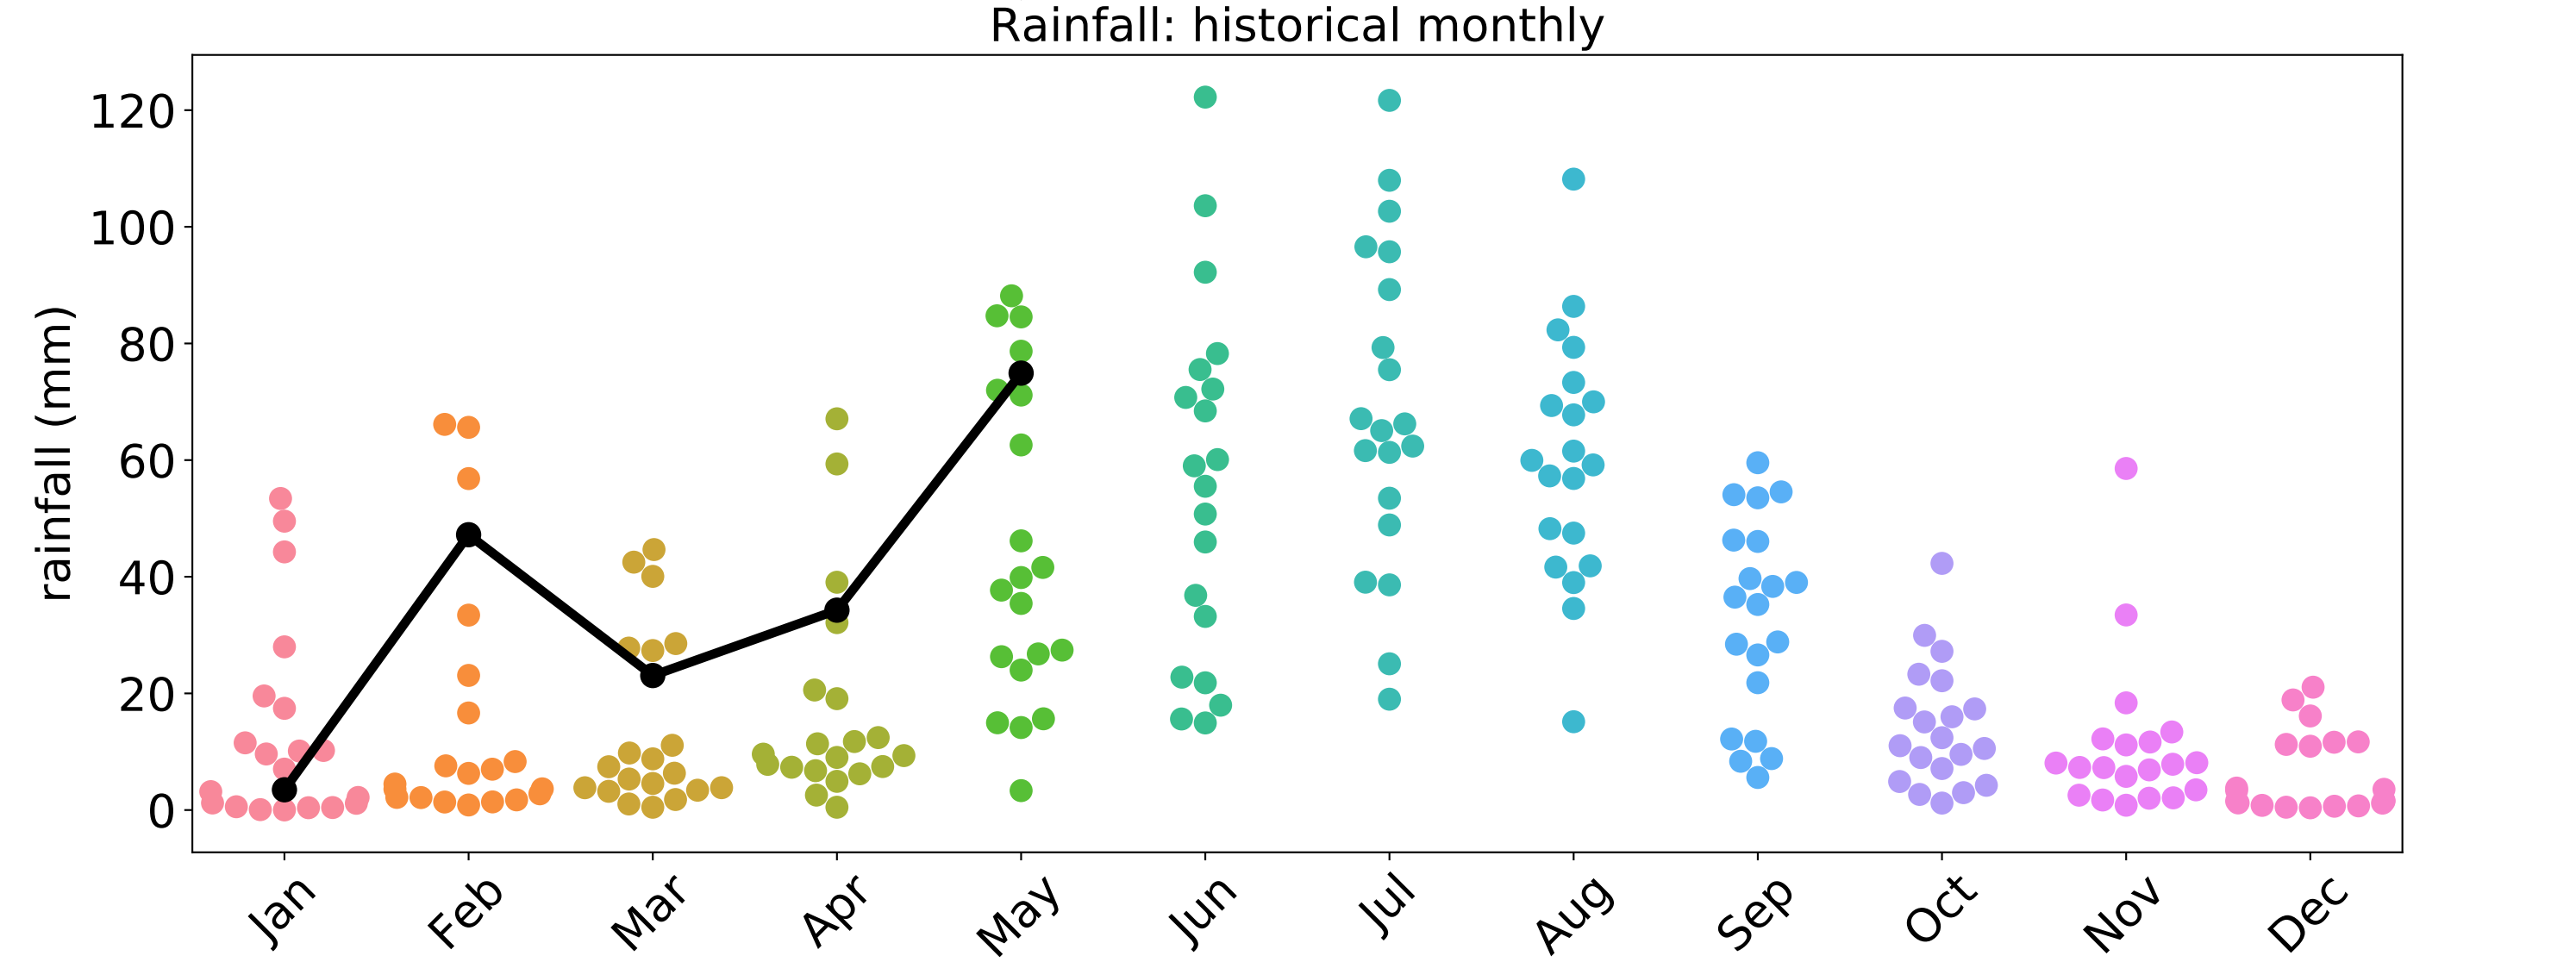 Rainfall: historical monthly
rainfall (mm)
120
100
80
60
40
20
0
Jan
Feb
Mar
Apr
May
Jun
Jul
Aug
Sep
Oct
Nov
Dec